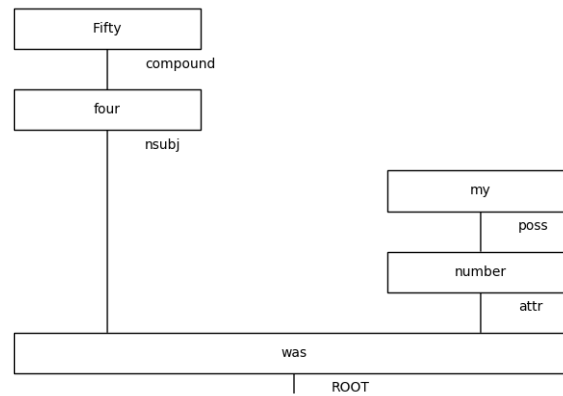 Fifty
compound
four
nsubj
my
poss
number
attr
was
ROOT